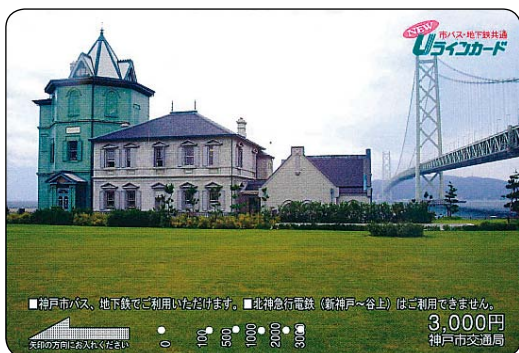 NEW
市バス・地下鉄共通
Uラインカード
■神戸市バス、地下鉄でご利用いただけます。■北神急行電鉄（新神戸～谷上）はご利用できません。
矢印の方向にお入れください
0 100 500 1000 2000 3000
3,000円
神戸市交通局